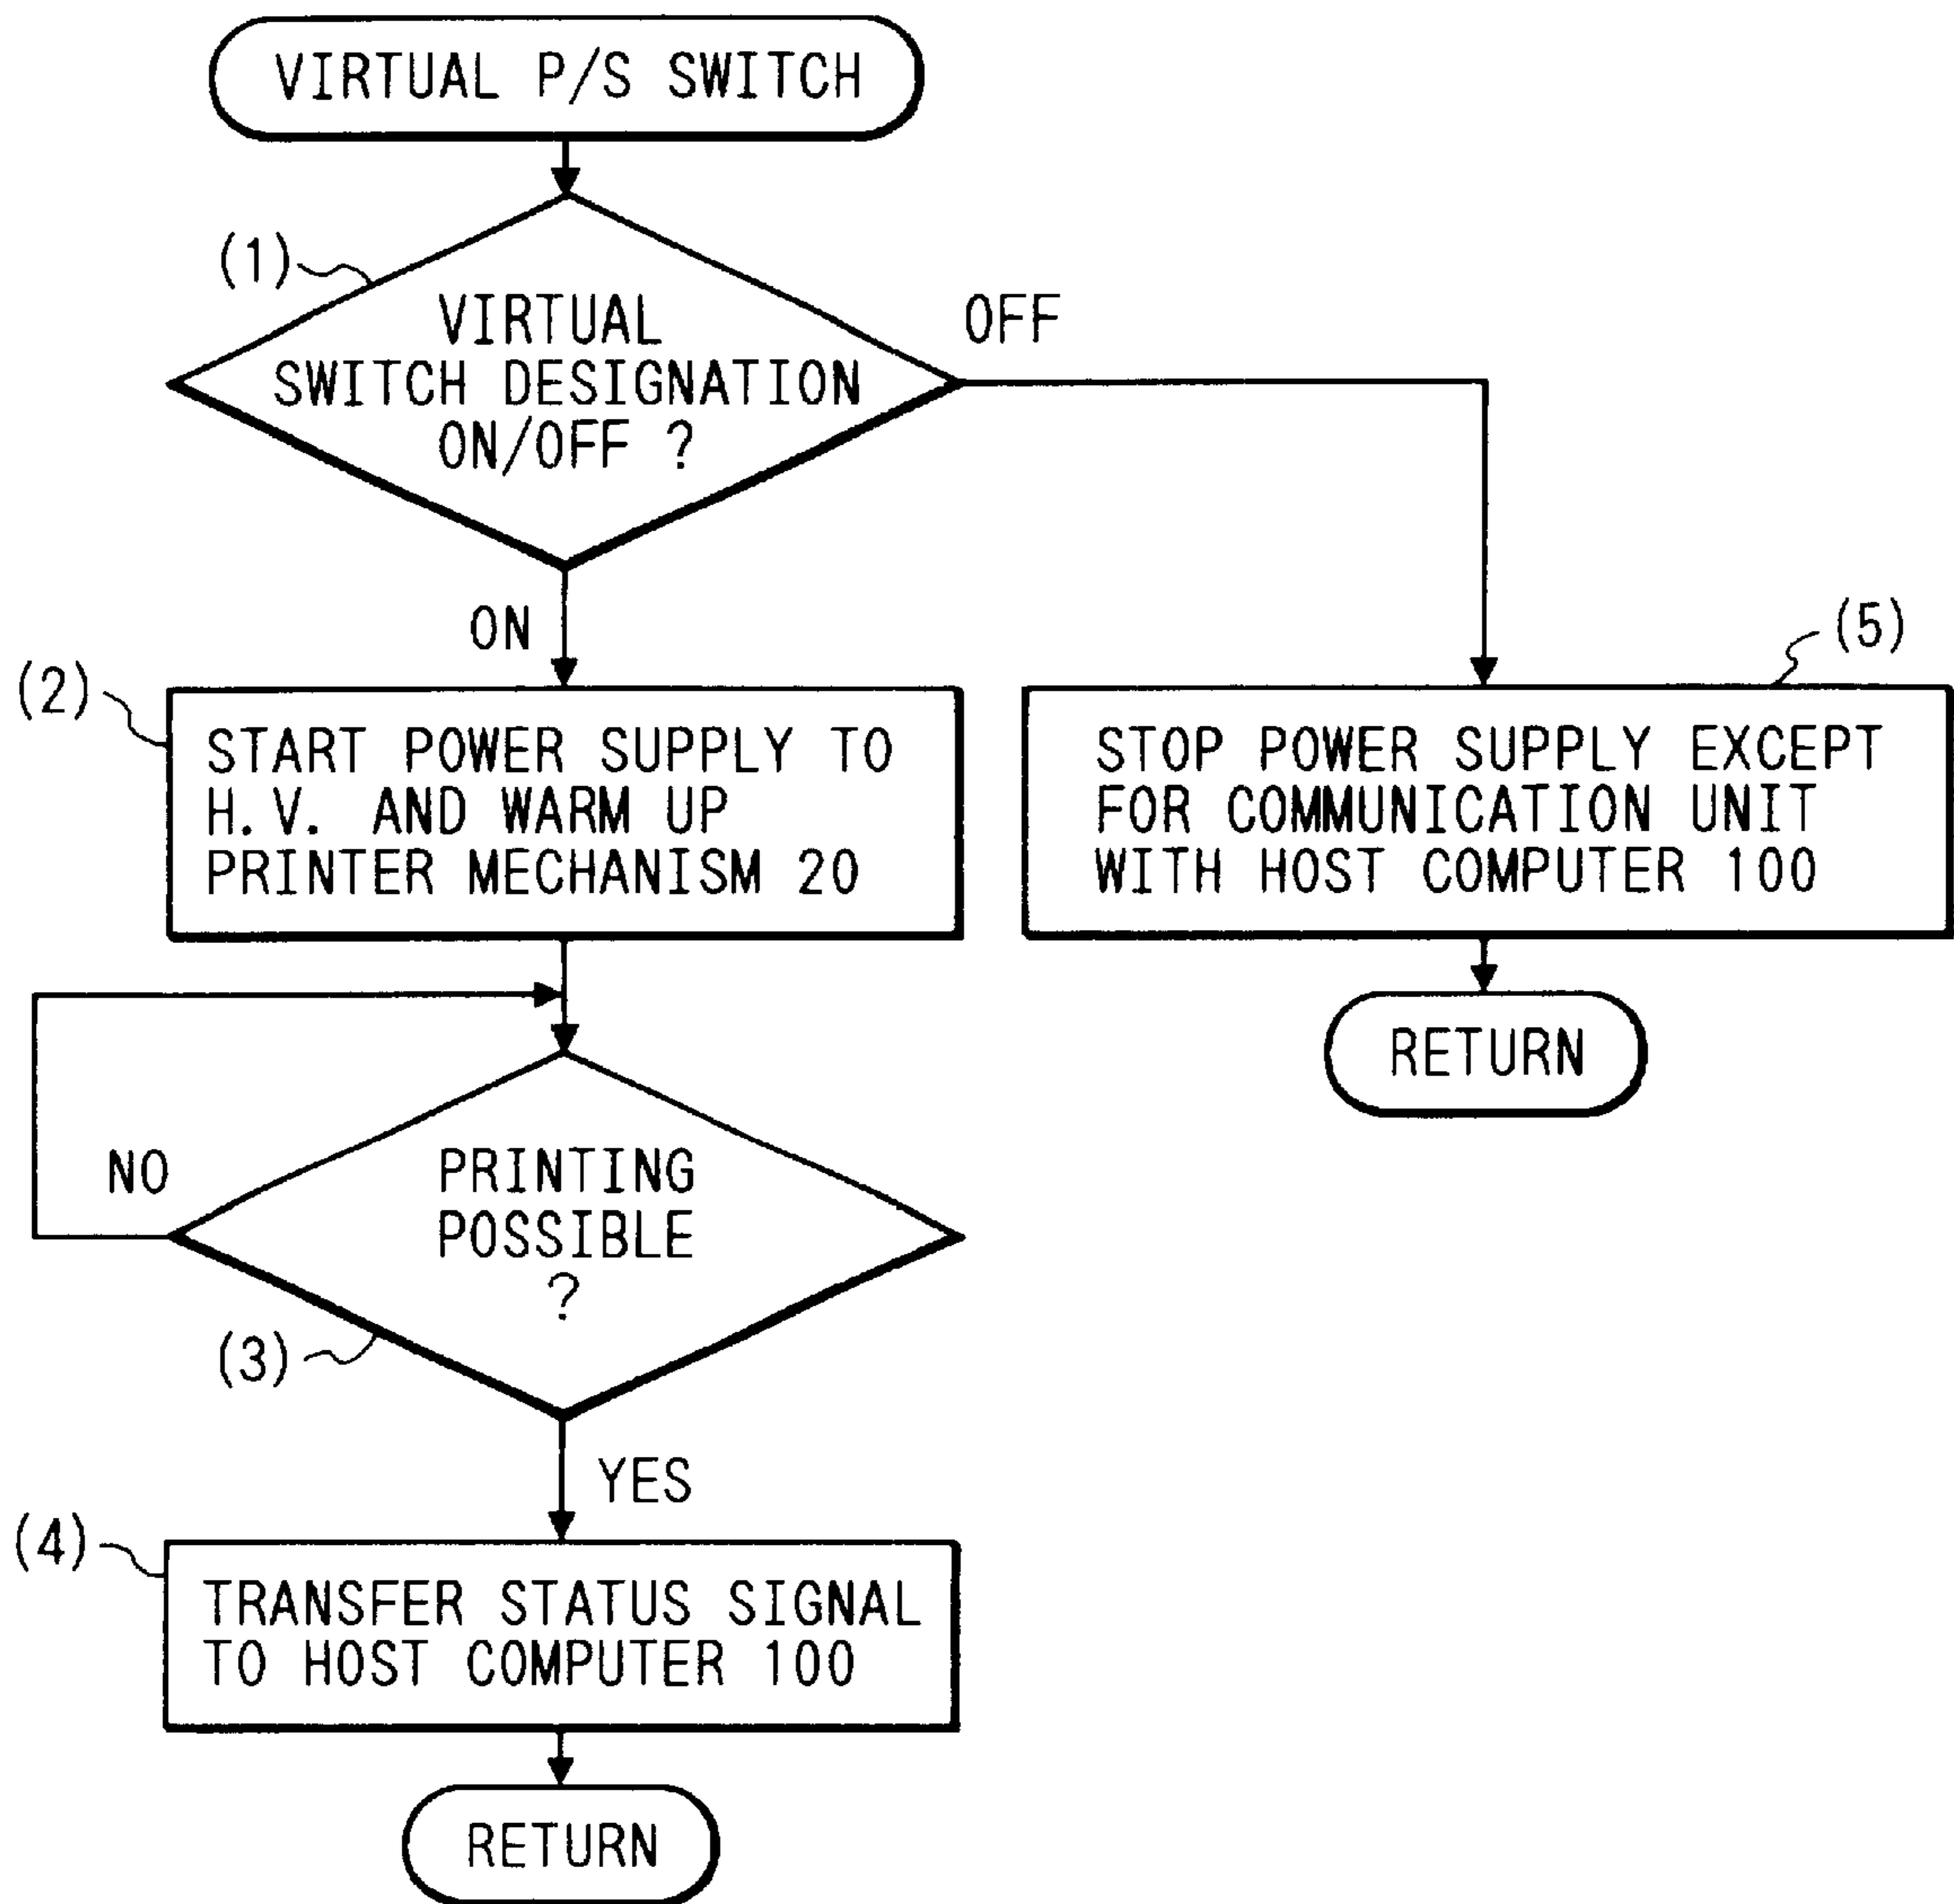 VIRTUAL P/S SWITCH
(1)
VIRTUAL
SWITCH DESIGNATION
ON/OFF ?
OFF
ON
(2)
START POWER SUPPLY TO
H.V. AND WARM UP
PRINTER MECHANISM 20
(5)
STOP POWER SUPPLY EXCEPT
FOR COMMUNICATION UNIT
WITH HOST COMPUTER 100
RETURN
NO
PRINTING
POSSIBLE
?
(3)
YES
(4)
TRANSFER STATUS SIGNAL
TO HOST COMPUTER 100
RETURN